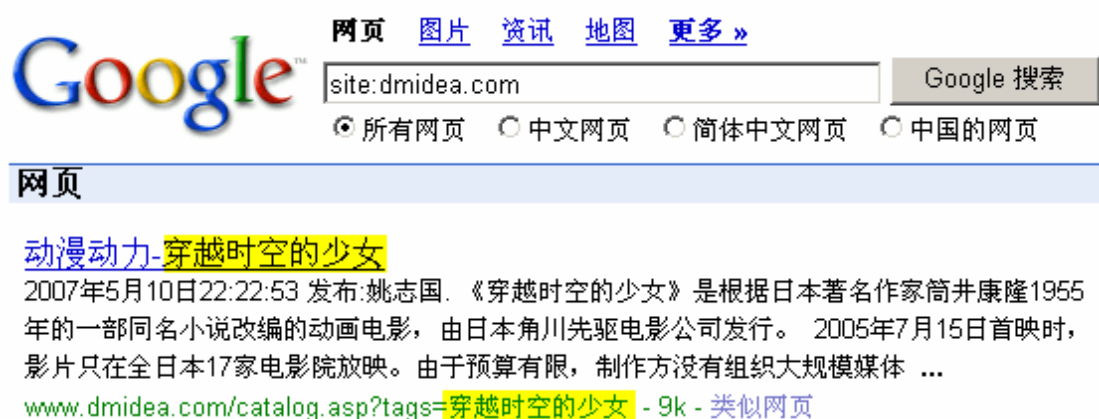 网页 图片 资讯 地图 更多 »
Google™
site:dmidea.com Google 搜索
所有网页 中文网页 简体中文网页 中国的网页
网页
动漫动力-穿越时空的少女
2007年5月10日22:22:53 发布:姚志国. 《穿越时空的少女》是根据日本著名作家筒井康隆1955
年的一部同名小说改编的动画电影，由日本角川先驱电影公司发行。 2005年7月15日首映时，
影片只在全日本17家电影院放映。由于预算有限，制作方没有组织大规模媒体 ...
www.dmidea.com/catalog.asp?tags=穿越时空的少女 - 9k - 类似网页